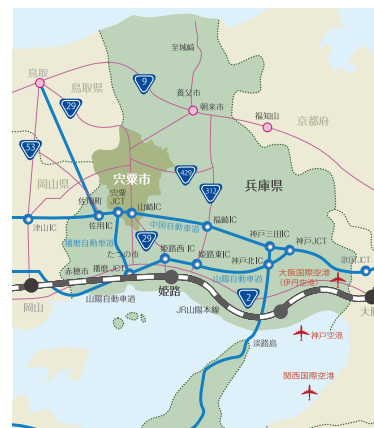 至城崎
鳥取
鳥取県
9
養父市
29
朝来市
福知山
京都府
53
岡山県
宍粟市
429
宍粟
JCT
312
兵庫県
佐用町
山崎IC
津山IC
佐用IC
中国自動車道
福崎IC
播磨自動車道
29
神戸三田IC
神戸JCT
たつの市
姫路西IC
姫路東IC
神戸北IC
赤穂市
播磨JCT
山陽自動車道
大阪国際空港
(伊丹空港)
姫路
2
岡山
山陽自動車道
JR山陽本線
神戸空港
淡路島
関西国際空港